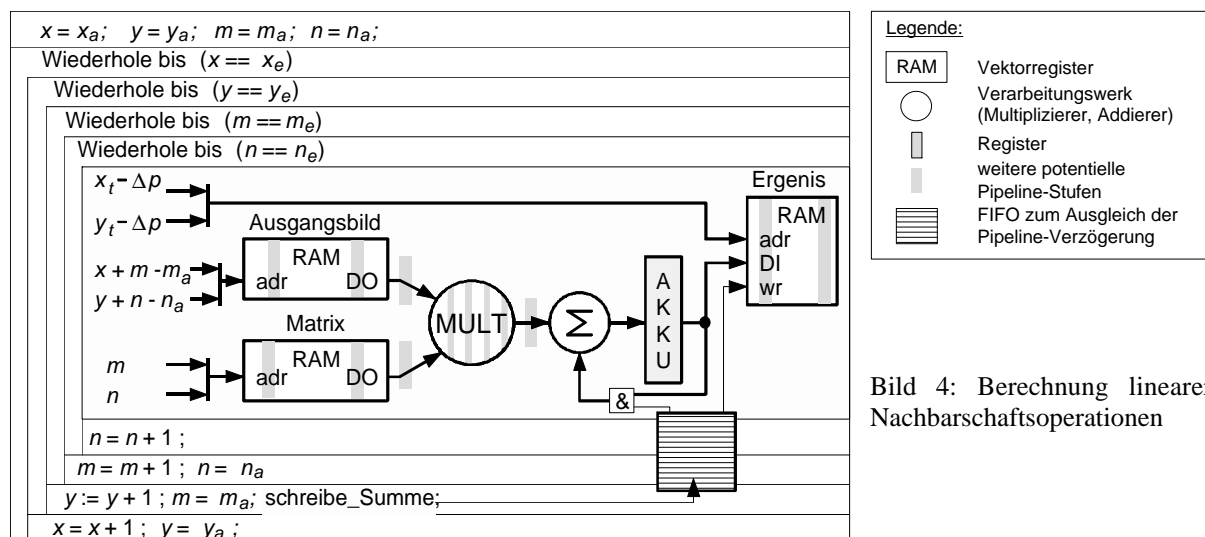 x = xₐ; y = yₐ; m = mₐ; n = nₐ;
Wiederhole bis (x == xₑ)
Wiederhole bis (y == yₑ)
Wiederhole bis (m == mₑ)
Wiederhole bis (n == nₑ)
xₜ – Δp
yₜ – Δp
Ergenis
RAM
adr
DI
wr
Ausgangsbild
RAM
adr DO
x + m - mₐ
y + n - nₐ
MULT
Σ
A
K
K
U
Matrix
RAM
adr DO
m
n
&
n = n + 1 ;
m = m + 1 ; n = nₐ
y := y + 1 ; m = mₐ; schreibe_Summe;
x = x + 1 ; y = yₐ ;
Legende:
RAM Vektorregister
Verarbeitungswerk
(Multiplizierer, Addierer)
Register
weitere potentielle
Pipeline-Stufen
FIFO zum Ausgleich der
Pipeline-Verzögerung
Bild 4: Berechnung linearer
Nachbarschaftsoperationen